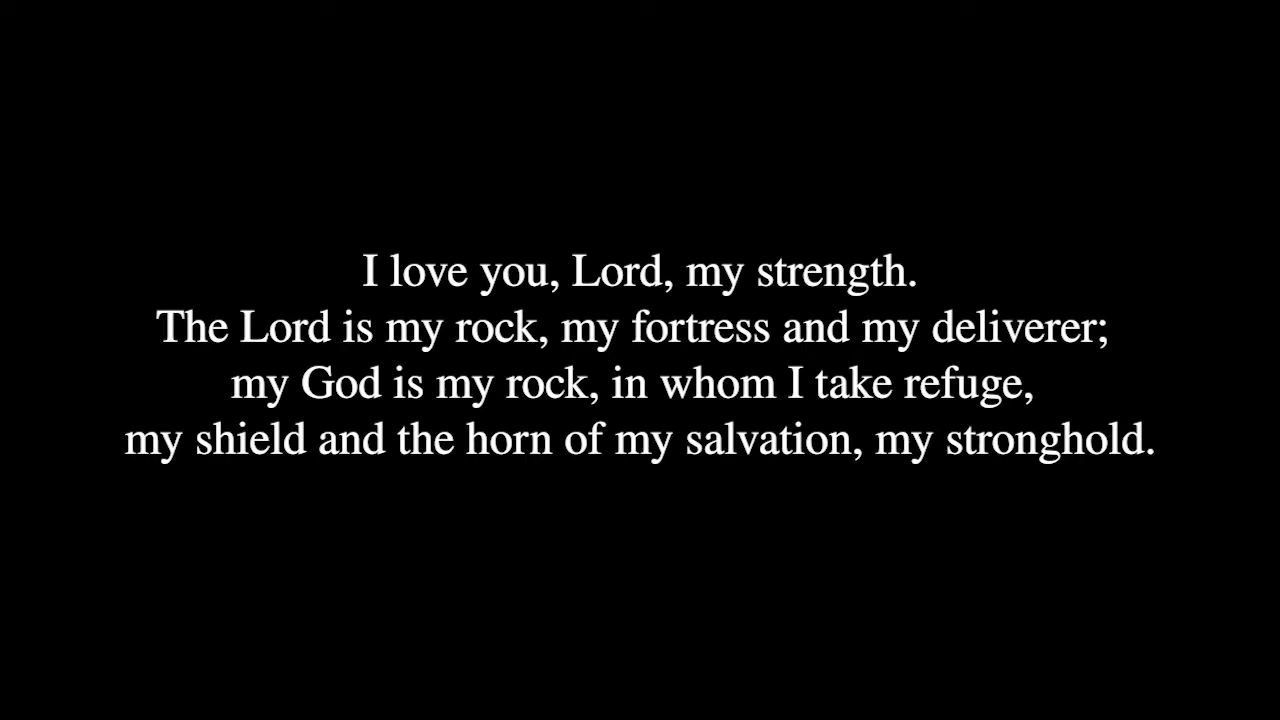 I love you, Lord, my strength.
The Lord is my rock, my fortress and my deliverer;
my God is my rock, in whom I take refuge,
my shield and the horn of my salvation, my stronghold.